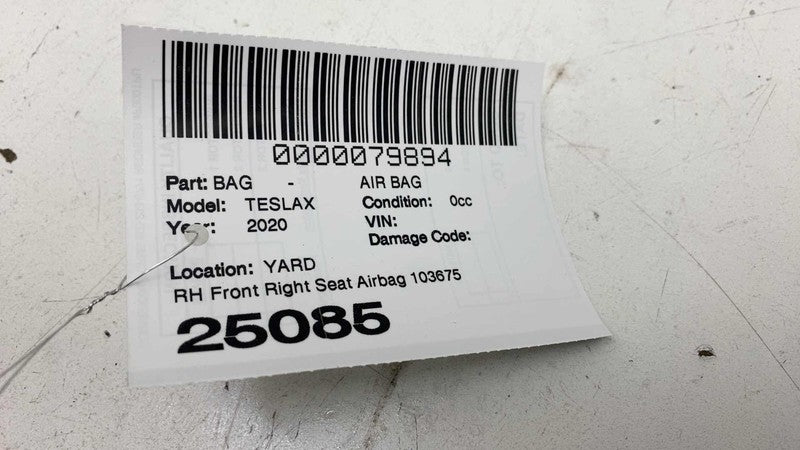 0000079894
Part: BAG - AIR BAG
Model: TESLAX Condition: 0cc
Year: 2020 VIN:
Damage Code:
Location: YARD
RH Front Right Seat Airbag 103675
25085